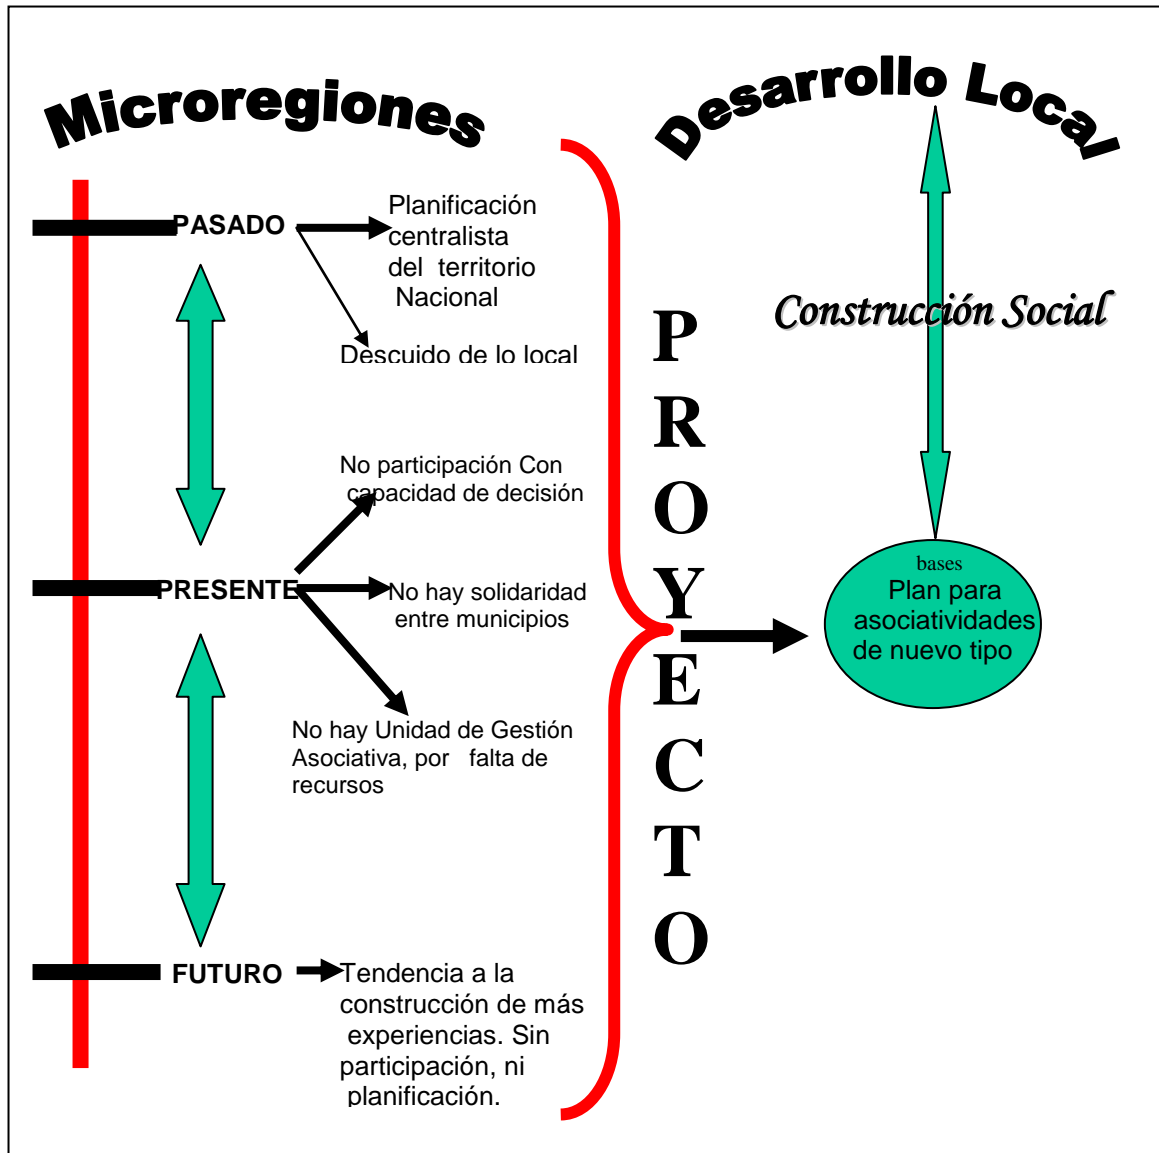 Microregiones
PASADO
Planificación
centralista
del territorio
Nacional
Descuido de lo local
PRESENTE
No participación Con
capacidad de decisión
No hay solidaridad
entre municipios
No hay Unidad de Gestión
Asociativa, por falta de
recursos
FUTURO
Tendencia a la
construcción de más
experiencias. Sin
participación, ni
planificación.
PROYECTO
Desarrollo Local
Construcción Social
bases
Plan para
asociatividades
de nuevo tipo